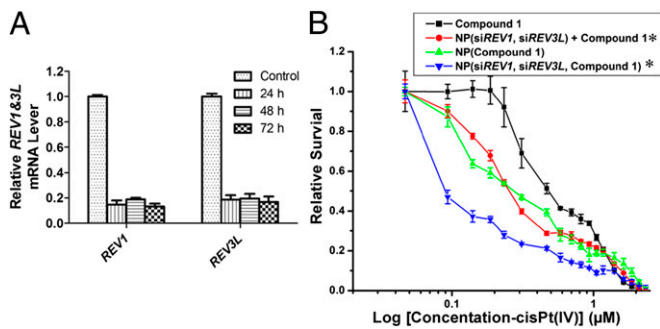 A
Relative REV1&3L
mRNA Lever
1.2
1.0
0.8
0.6
0.4
0.2
0.0
Control
24 h
48 h
72 h
REV1
REV3L
B
Compound 1
NP(siREV1, siREV3L) + Compound 1*
NP(Compound 1)
NP(siREV1, siREV3L, Compound 1) *
Relative Survial
1.2
1.0
0.8
0.6
0.4
0.2
0.0
0.1
1
Log [Concentration-cisPt(IV)] (μM)